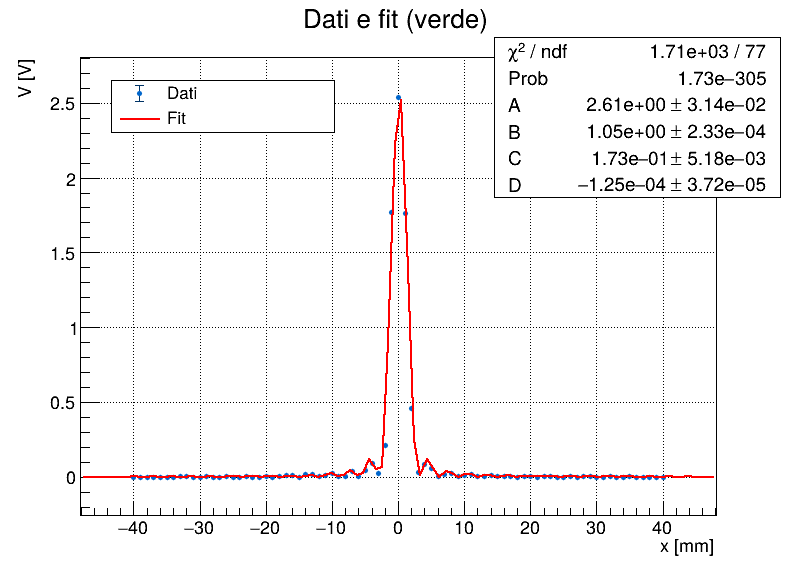 Dati e fit (verde)
χ² / ndf 1.71e+03 / 77
Prob 1.73e−305
A 2.61e+00 ± 3.14e−02
B 1.05e+00 ± 2.33e−04
C 1.73e−01 ± 5.18e−03
D −1.25e−04 ± 3.72e−05
V [V]
Dati
Fit
2.5
2
1.5
1
0.5
0
−40 −30 −20 −10 0 10 20 30 40
x [mm]